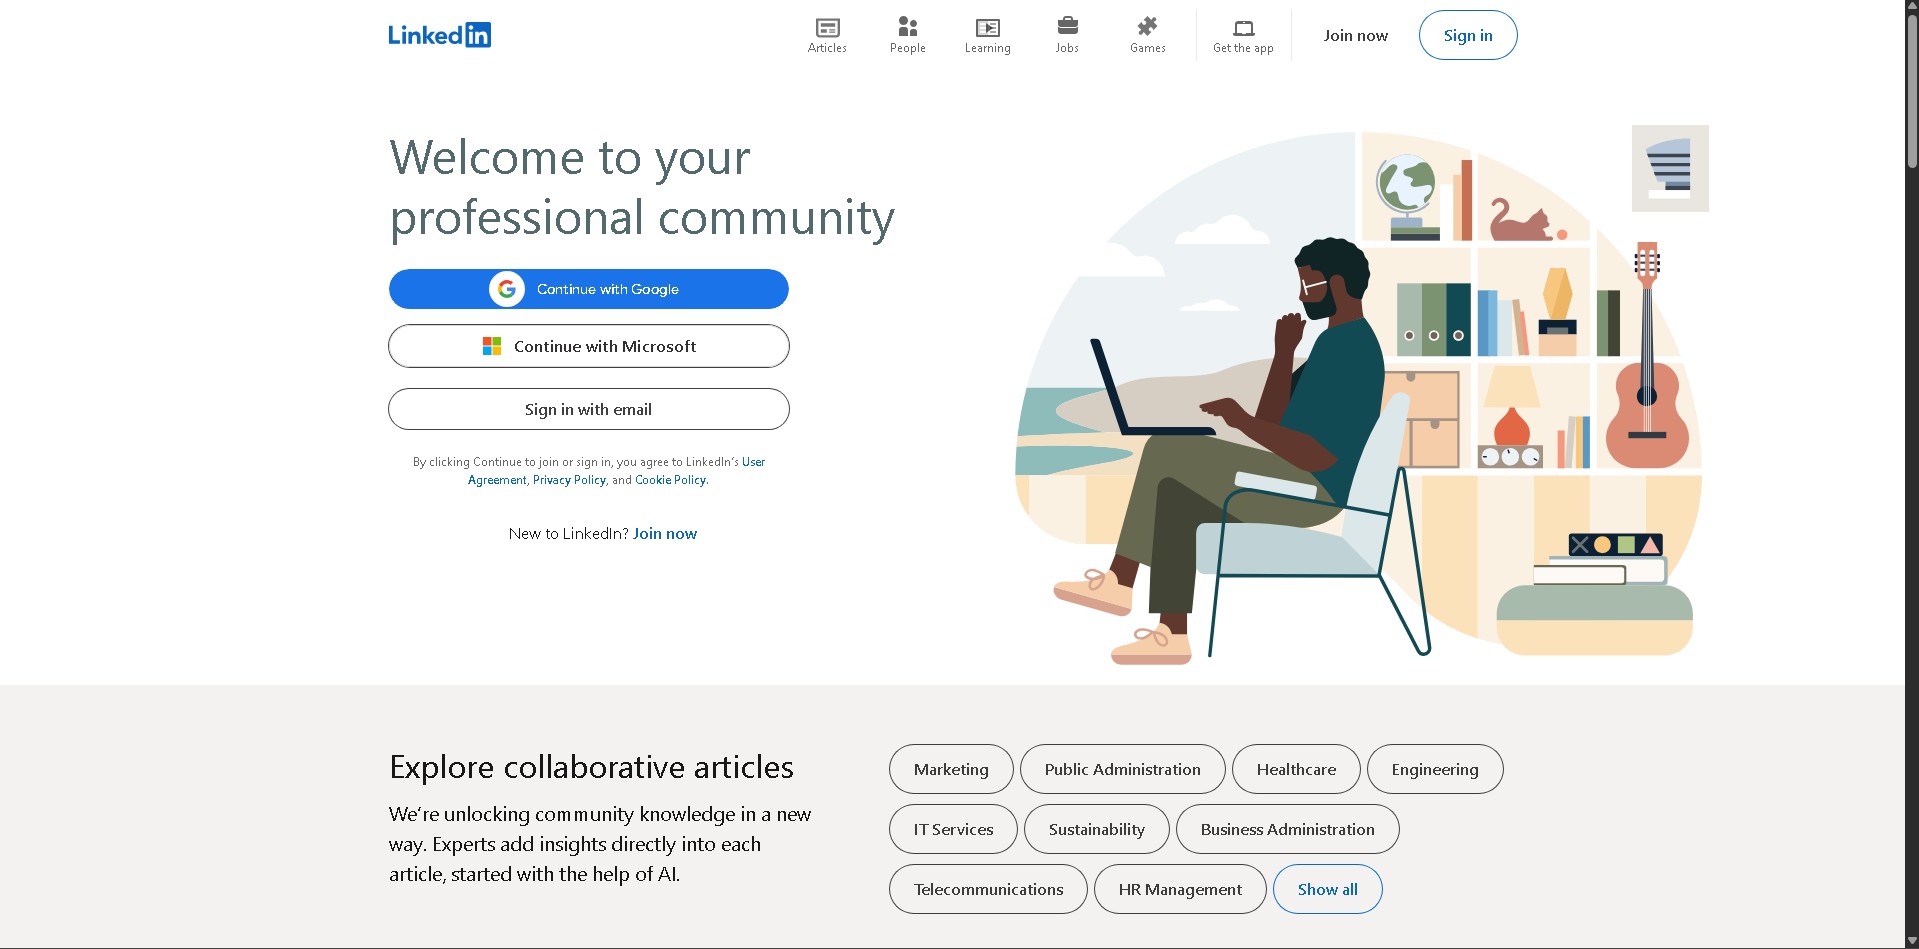 LinkedIn
Articles
People
Learning
Jobs
Games
Get the app
Join now
Sign in
Welcome to your
professional community
Continue with Google
Continue with Microsoft
Sign in with email
By clicking Continue to join or sign in, you agree to LinkedIn's User
Agreement, Privacy Policy, and Cookie Policy.
New to LinkedIn? Join now
Explore collaborative articles
We're unlocking community knowledge in a new
way. Experts add insights directly into each
article, started with the help of AI.
Marketing
Public Administration
Healthcare
Engineering
IT Services
Sustainability
Business Administration
Telecommunications
HR Management
Show all